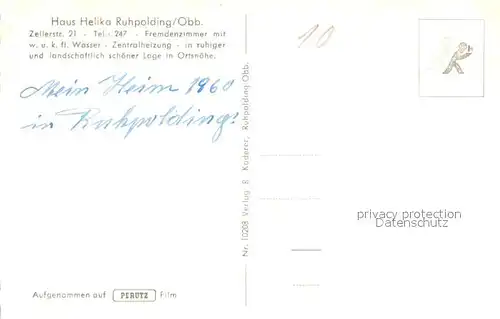 Haus Helika Ruhpolding/Obb.
Zellerstr. 21 - Tel.: 247 - Fremdenzimmer mit
w. u. k. fl. Wasser - Zentralheizung - in ruhiger
und landschaftlich schöner Lage in Ortsnähe.
Mein Heim 1960
in Ruhpolding!
10
Nr. 10208 Verlag B. Koderer, Ruhpolding-Obb.
privacy protection
Datenschutz
Aufgenommen auf PERUTZ Film